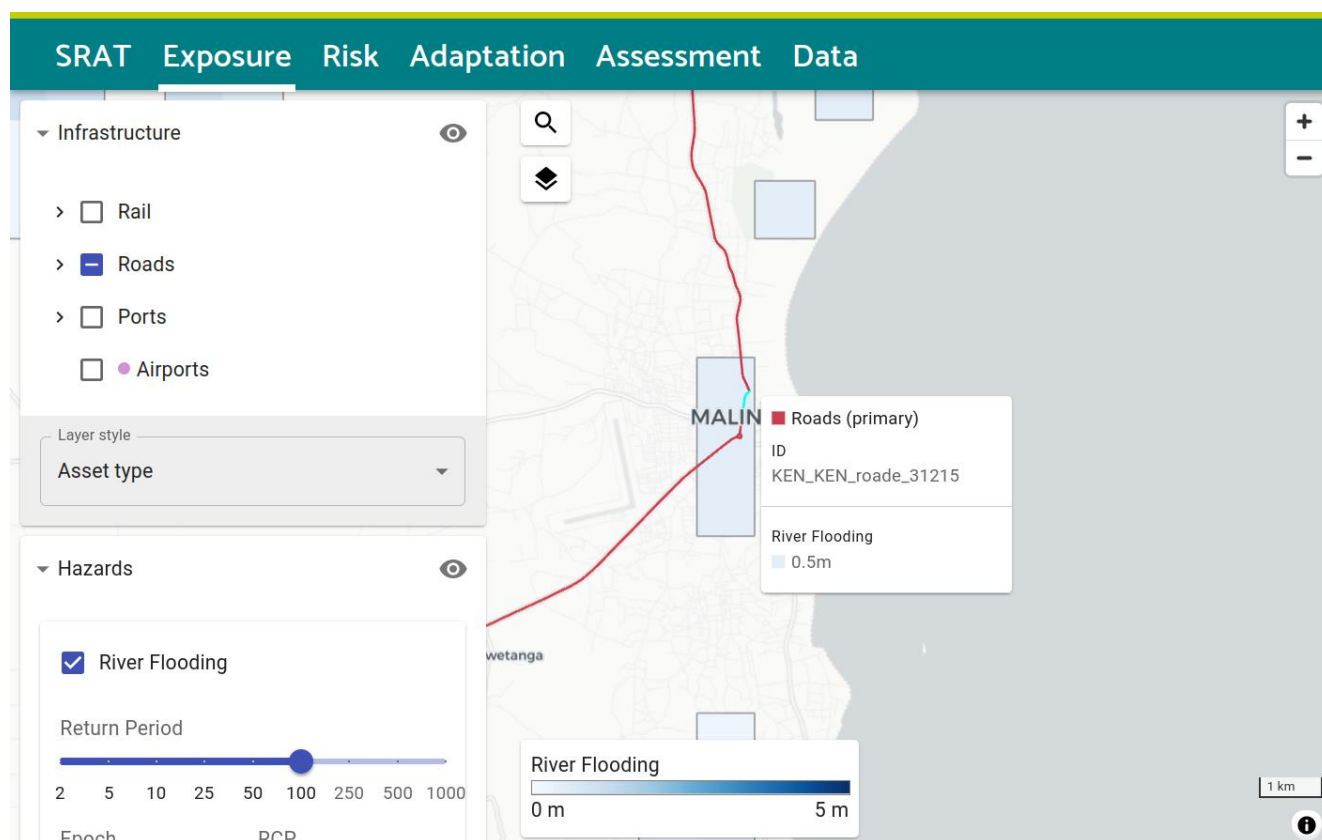 SRAT Exposure Risk Adaptation Assessment Data
Infrastructure
Rail
Roads
Ports
Airports
Layer style
Asset type
Hazards
River Flooding
Return Period
2 5 10 25 50 100 250 500 1000
Epoch RCP
MALIN
Roads (primary)
ID
KEN_KEN_roade_31215
River Flooding
0.5m
wetanga
River Flooding
0 m 5 m
1 km